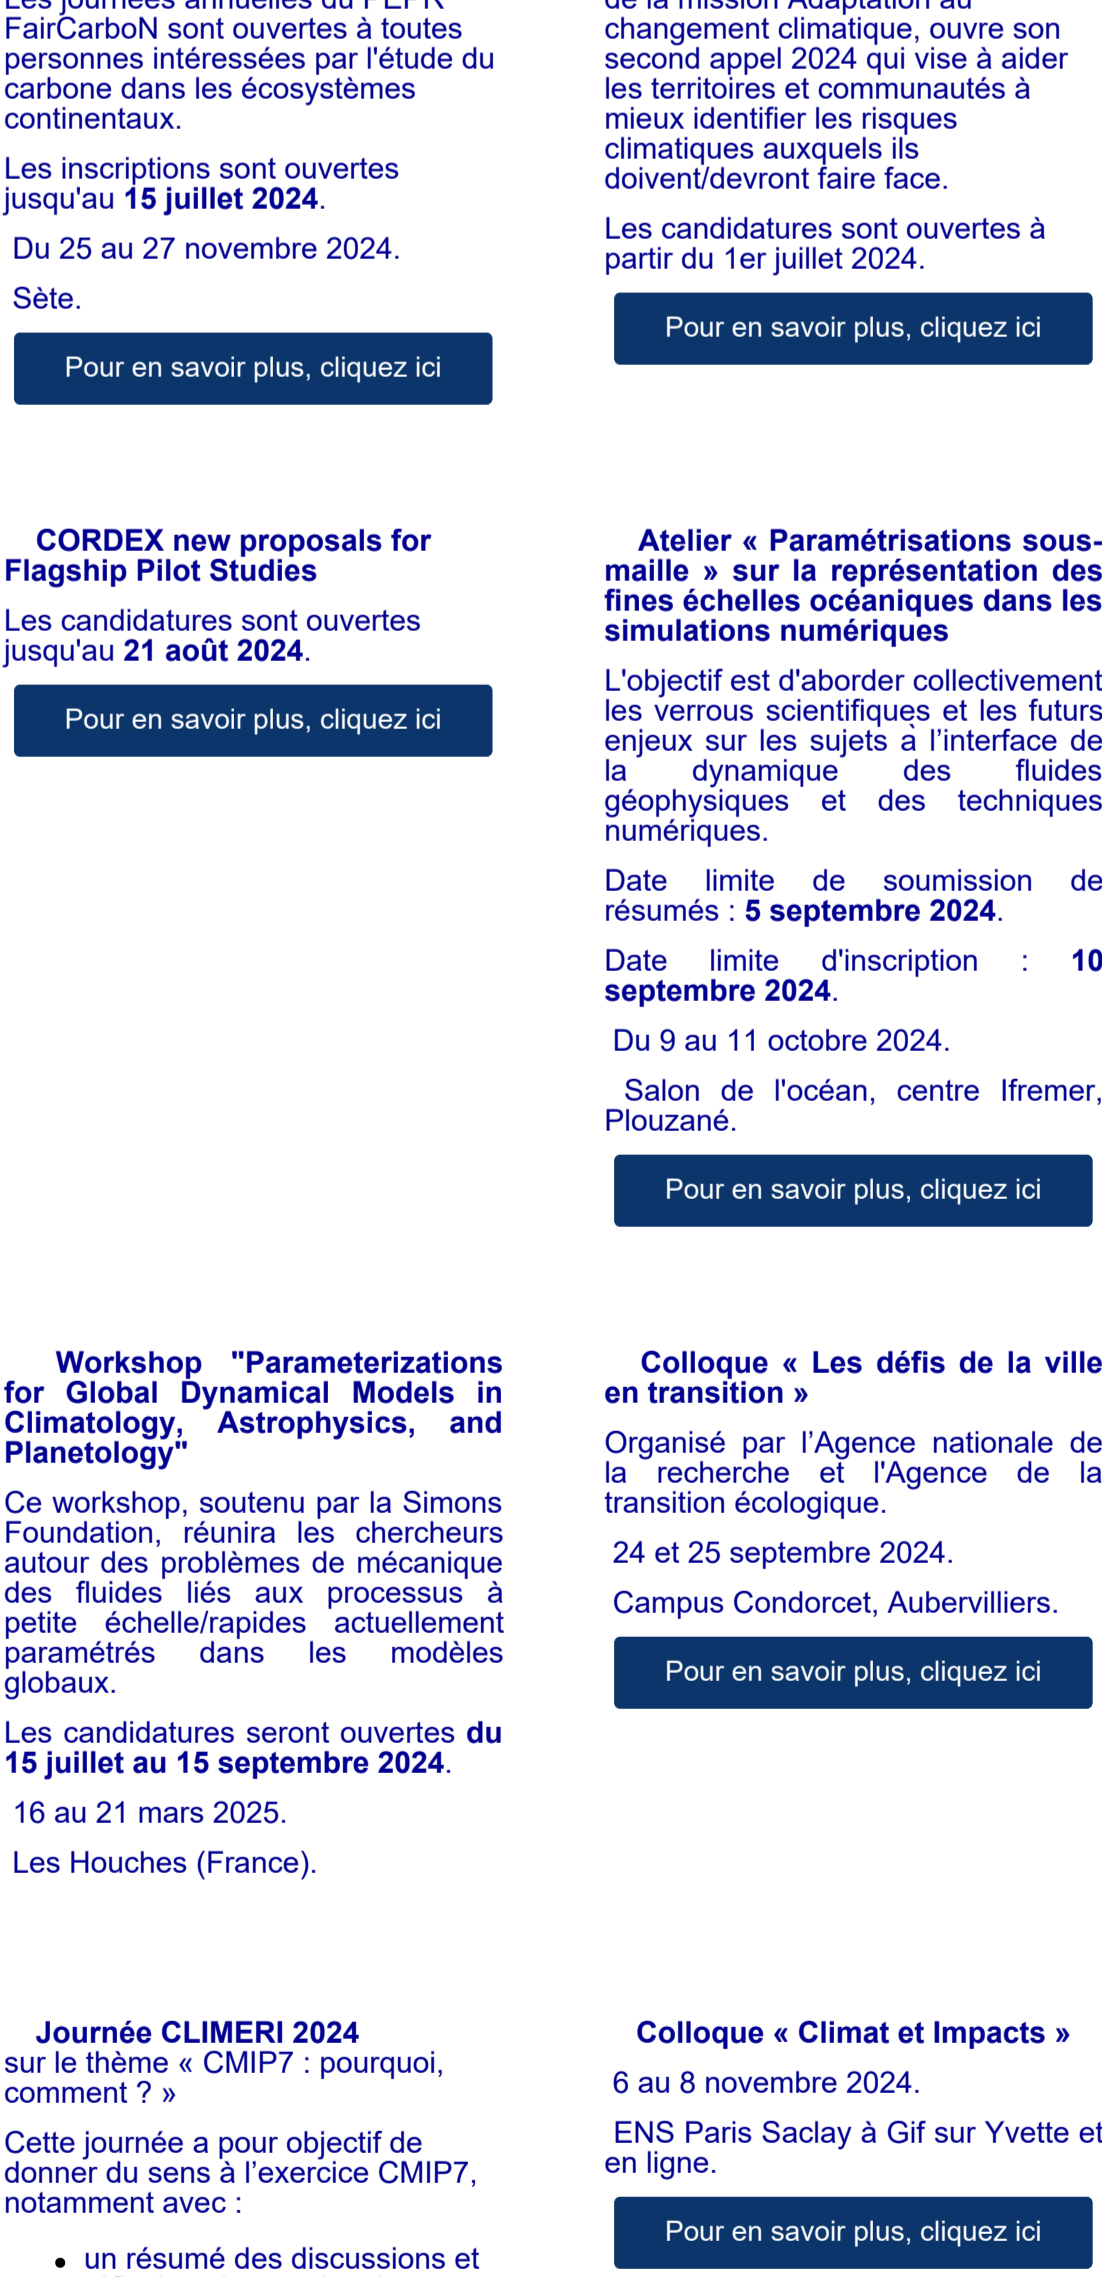 Les journées annuelles du PEPR
FairCarboN sont ouvertes à toutes
personnes intéressées par l'étude du
carbone dans les écosystèmes
continentaux.
Les inscriptions sont ouvertes
jusqu'au 15 juillet 2024.
Du 25 au 27 novembre 2024.
Sète.
Pour en savoir plus, cliquez ici
de la mission Adaptation au
changement climatique, ouvre son
second appel 2024 qui vise à aider
les territoires et communautés à
mieux identifier les risques
climatiques auxquels ils
doivent/devront faire face.
Les candidatures sont ouvertes à
partir du 1er juillet 2024.
Pour en savoir plus, cliquez ici
CORDEX new proposals for
Flagship Pilot Studies
Les candidatures sont ouvertes
jusqu'au 21 août 2024.
Pour en savoir plus, cliquez ici
Atelier « Paramétrisations sous-
maille » sur la représentation des
fines échelles océaniques dans les
simulations numériques
L'objectif est d'aborder collectivement
les verrous scientifiques et les futurs
enjeux sur les sujets à l’interface de
la dynamique des fluides
géophysiques et des techniques
numériques.
Date limite de soumission de
résumés : 5 septembre 2024.
Date limite d'inscription : 10
septembre 2024.
Du 9 au 11 octobre 2024.
Salon de l'océan, centre Ifremer,
Plouzané.
Pour en savoir plus, cliquez ici
Workshop "Parameterizations
for Global Dynamical Models in
Climatology, Astrophysics, and
Planetology"
Ce workshop, soutenu par la Simons
Foundation, réunira les chercheurs
autour des problèmes de mécanique
des fluides liés aux processus à
petite échelle/rapides actuellement
paramétrés dans les modèles
globaux.
Les candidatures seront ouvertes du
15 juillet au 15 septembre 2024.
16 au 21 mars 2025.
Les Houches (France).
Colloque « Les défis de la ville
en transition »
Organisé par l’Agence nationale de
la recherche et l'Agence de la
transition écologique.
24 et 25 septembre 2024.
Campus Condorcet, Aubervilliers.
Pour en savoir plus, cliquez ici
Journée CLIMERI 2024
sur le thème « CMIP7 : pourquoi,
comment ? »
Cette journée a pour objectif de
donner du sens à l’exercice CMIP7,
notamment avec :
• un résumé des discussions et
Colloque « Climat et Impacts »
6 au 8 novembre 2024.
ENS Paris Saclay à Gif sur Yvette et
en ligne.
Pour en savoir plus, cliquez ici